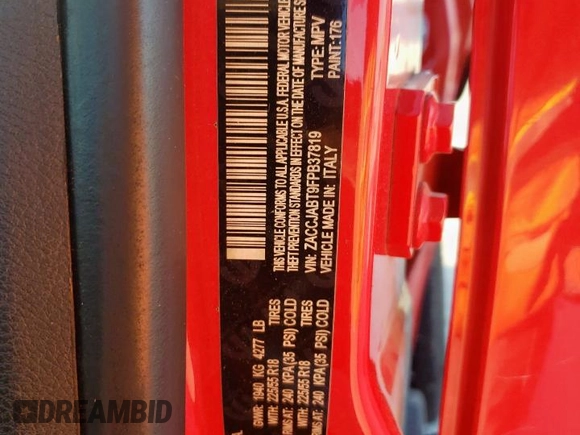 THIS VEHICLE CONFORMS TO ALL APPLICABLE U.S.A. FEDERAL MOTOR VEHICLE
THEFT PREVENTION STANDARDS IN EFFECT ON THE DATE OF MANUFACTURE
VIN: ZACCJABT9FPB37819 TYPE: MPV
VEHICLE MADE IN: ITALY PAINT: 176
GVWR: 1940 KG 4277 LB
WITH: 225/55 R18 TIRES
RIMS AT: 240 KPA(35 PSI) COLD
WITH: 225/55 R18 TIRES
RIMS AT: 240 KPA(35 PSI) COLD
DREAMBID